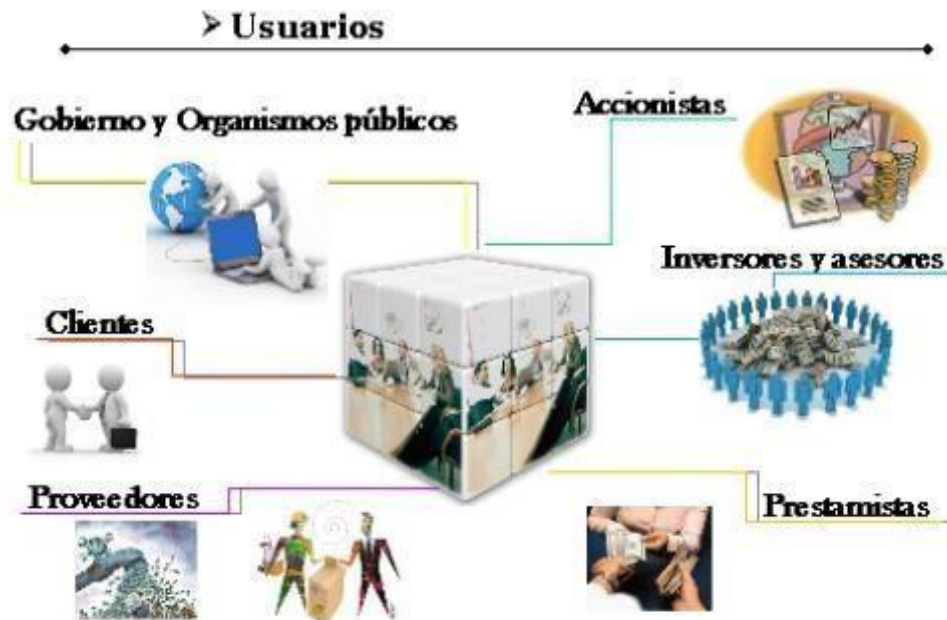 ➢ Usuarios
Gobierno y Organismos públicos
Accionistas
Inversores y asesores
Clientes
Proveedores
Prestamistas